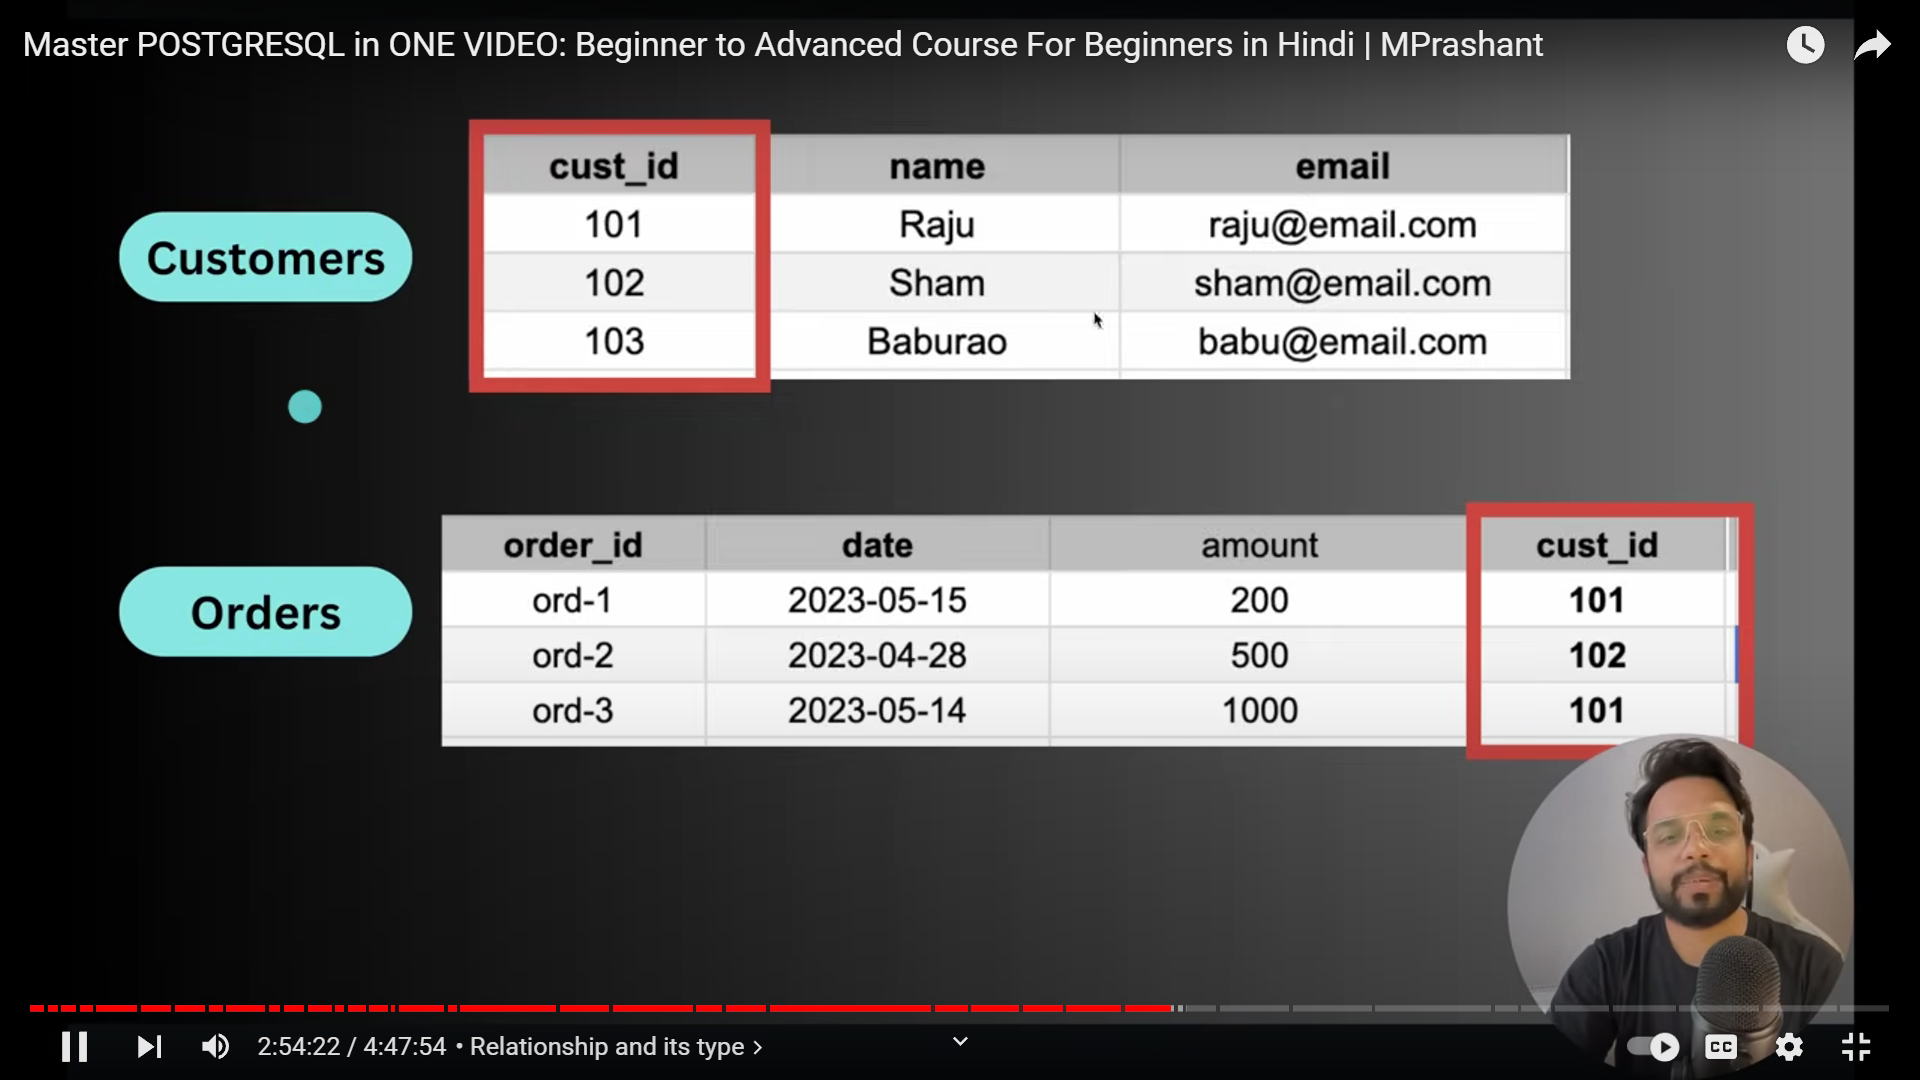 Master POSTGRESQL in ONE VIDEO: Beginner to Advanced Course For Beginners in Hindi | MPrashant
Customers
cust_id name email
101 Raju raju@email.com
102 Sham sham@email.com
103 Baburao babu@email.com
Orders
order_id date amount cust_id
ord-1 2023-05-15 200 101
ord-2 2023-04-28 500 102
ord-3 2023-05-14 1000 101
2:54:22 / 4:47:54 • Relationship and its type >
CC